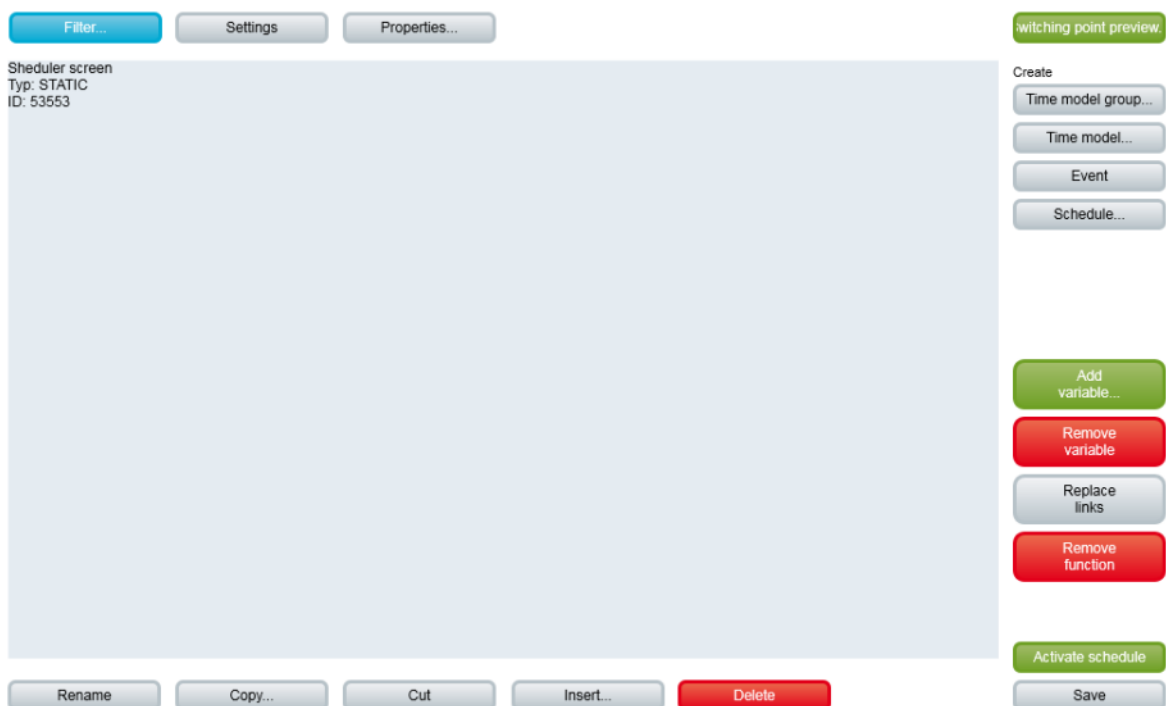 Filter...
Settings
Properties...
witching point preview.
Sheduler screen
Typ: STATIC
ID: 53553
Create
Time model group...
Time model...
Event
Schedule...
Add
variable...
Remove
variable
Replace
links
Remove
function
Activate schedule
Rename
Copy...
Cut
Insert...
Delete
Save